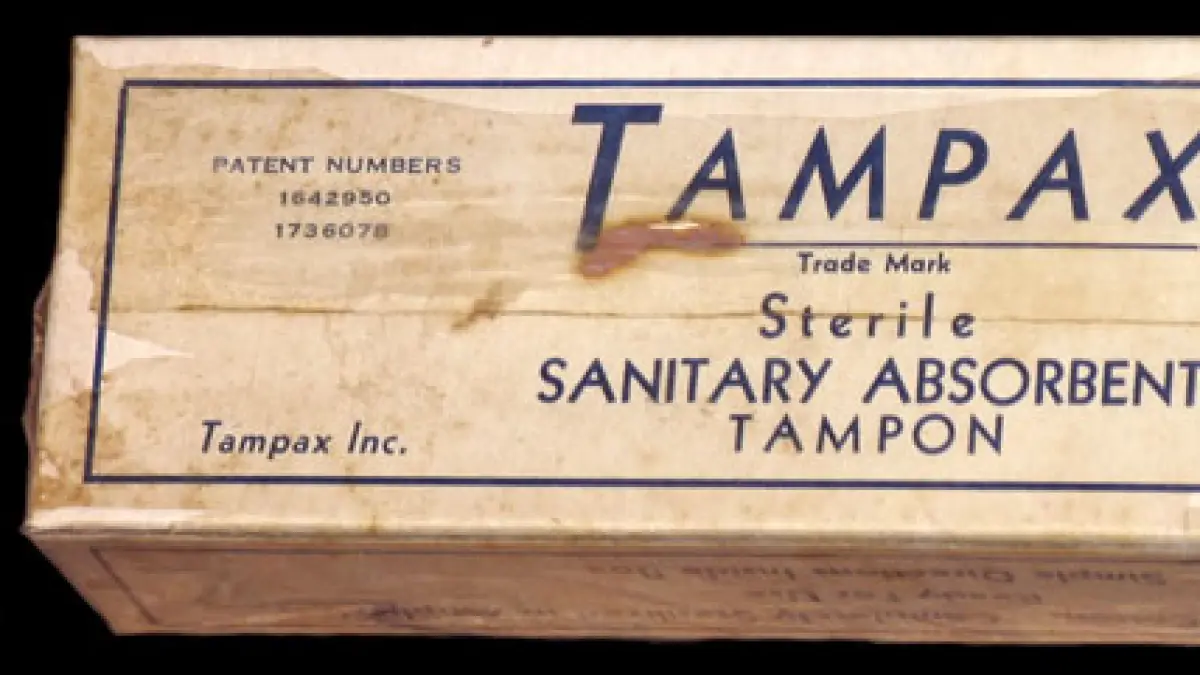 PATENT NUMBERS
1642950
1736078
TAMPAX
Trade Mark
Sterile
SANITARY ABSORBENT
TAMPON
Tampax Inc.